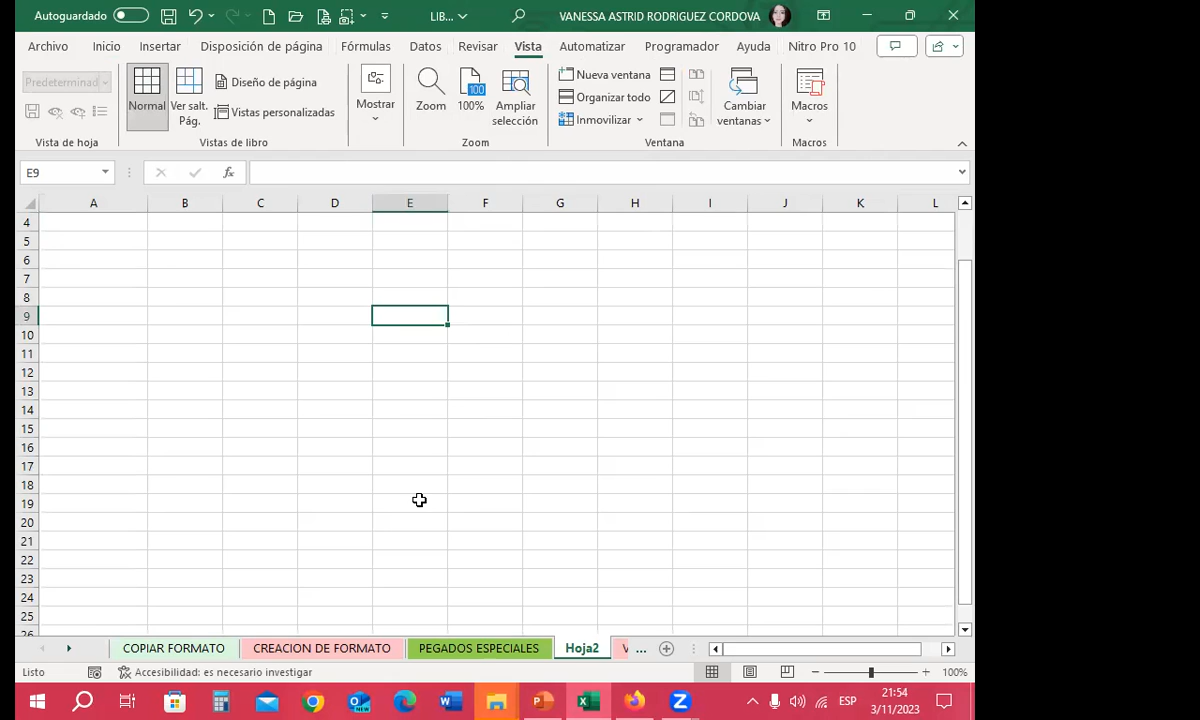 Autoguardado LIB... VANESSA ASTRID RODRIGUEZ CORDOVA
Archivo Inicio Insertar Disposición de página Fórmulas Datos Revisar Vista Automatizar Programador Ayuda Nitro Pro 10
Predeterminad
Normal
Ver salt. Pág.
Diseño de página
Vistas personalizadas
Mostrar
Zoom
100
100%
Ampliar selección
Nueva ventana
Organizar todo
Inmovilizar
Cambiar ventanas
Macros
Vista de hoja Vistas de libro Zoom Ventana Macros
E9 fx
A B C D E F G H I J K L
4
5
6
7
8
9
10
11
12
13
14
15
16
17
18
19
20
21
22
23
24
25
26
COPIAR FORMATO CREACION DE FORMATO PEGADOS ESPECIALES Hoja2 V ...
Listo Accesibilidad: es necesario investigar 100%
NEW ESP 21:54
3/11/2023